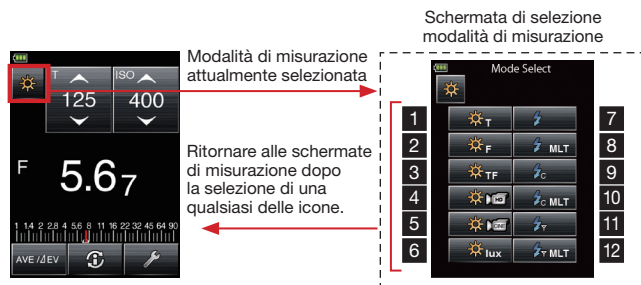 Schermata di selezione
modalità di misurazione
Modalità di misurazione
attualmente selezionata
T
125
ISO
400
F
5.6 7
1 1.4 2 2.8 4 5.6 8 11 16 22 32 45 64 90
AVE /⊿EV
Ritornare alle schermate
di misurazione dopo
la selezione di una
qualsiasi delle icone.
Mode Select
1 T 7
2 F MLT 8
3 TF C 9
4 HD C MLT 10
5 CINE T 11
6 lux T MLT 12